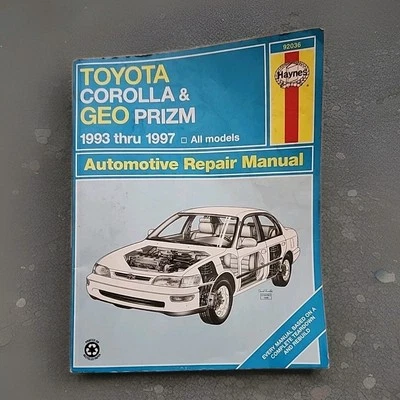 92036
Haynes
TOYOTA
COROLLA &
GEO PRIZM
1993 thru 1997 □ All models
Automotive Repair Manual
EVERY MANUAL BASED ON A
COMPLETE TEARDOWN
AND REBUILD